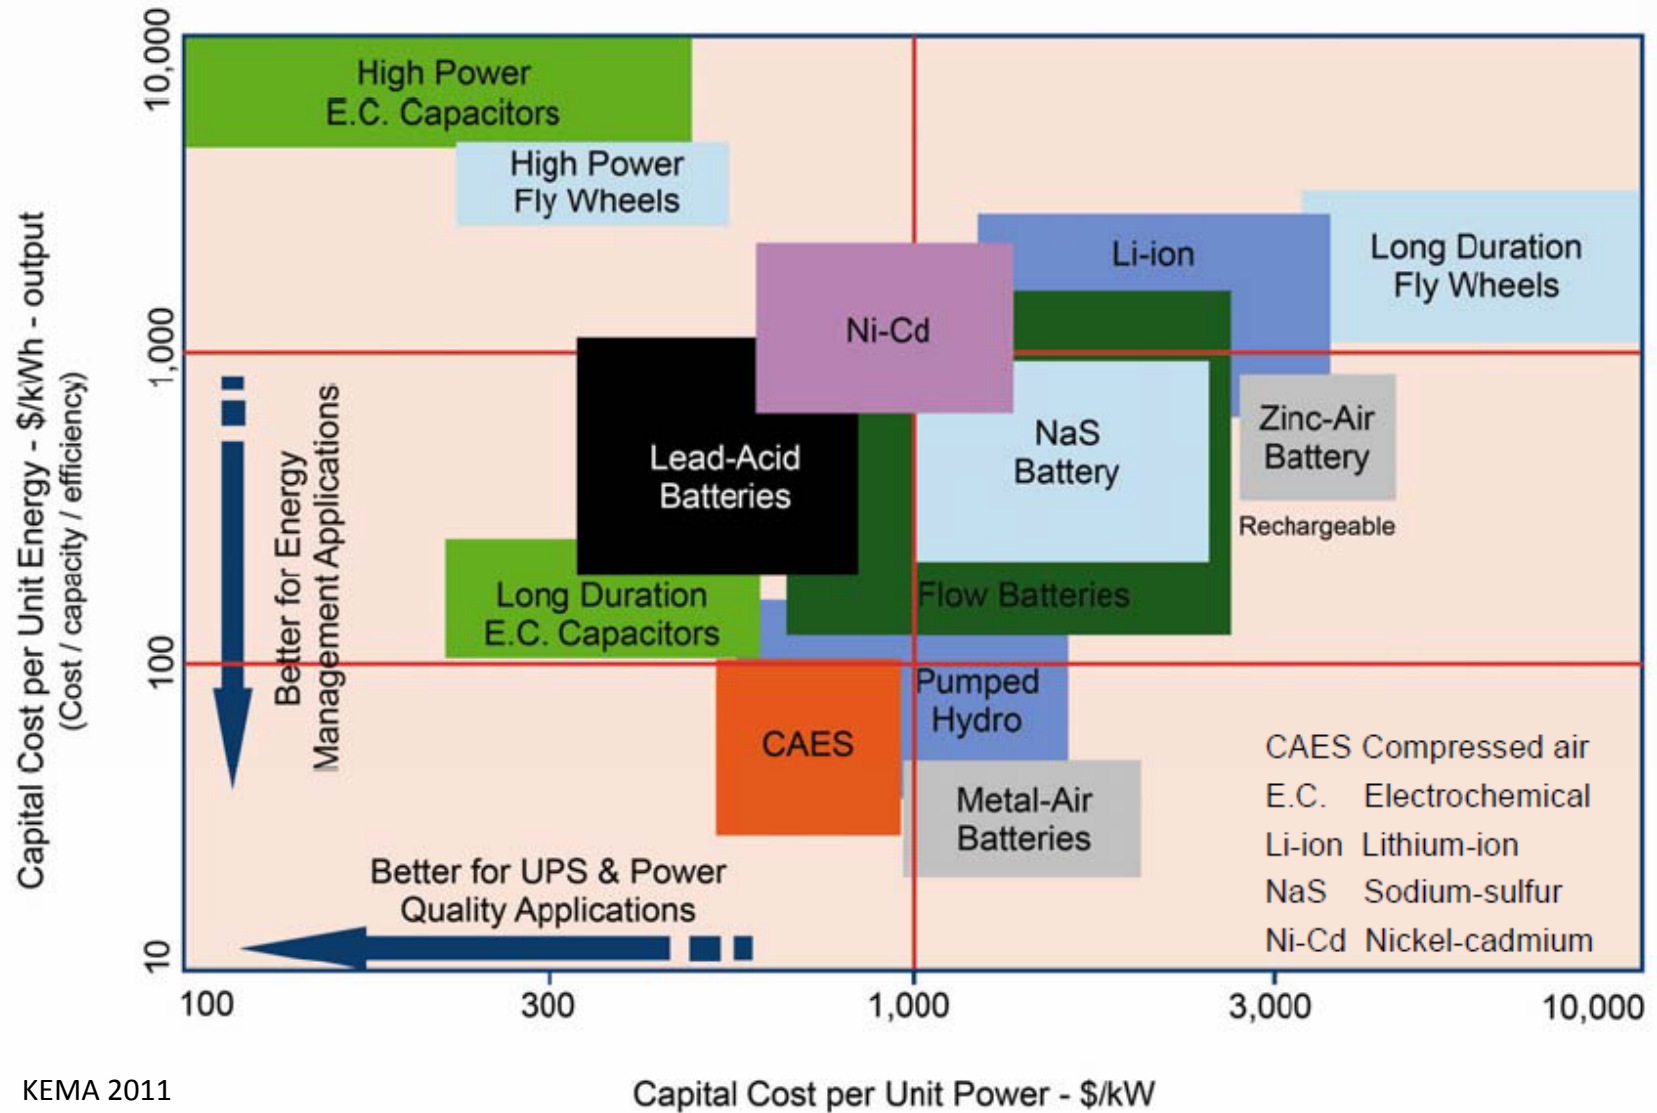 10,000
1,000
100
10
Capital Cost per Unit Energy - $/kWh - output
(Cost / capacity / efficiency)
High Power
E.C. Capacitors
High Power
Fly Wheels
Long Duration
Fly Wheels
Li-ion
Ni-Cd
Lead-Acid
Batteries
NaS
Battery
Zinc-Air
Battery
Rechargeable
Better for Energy
Management Applications
Long Duration
E.C. Capacitors
Flow Batteries
Pumped
Hydro
CAES
Metal-Air
Batteries
Better for UPS & Power
Quality Applications
CAES Compressed air
E.C. Electrochemical
Li-ion Lithium-ion
NaS Sodium-sulfur
Ni-Cd Nickel-cadmium
100 300 1,000 3,000 10,000
Capital Cost per Unit Power - $/kW
KEMA 2011